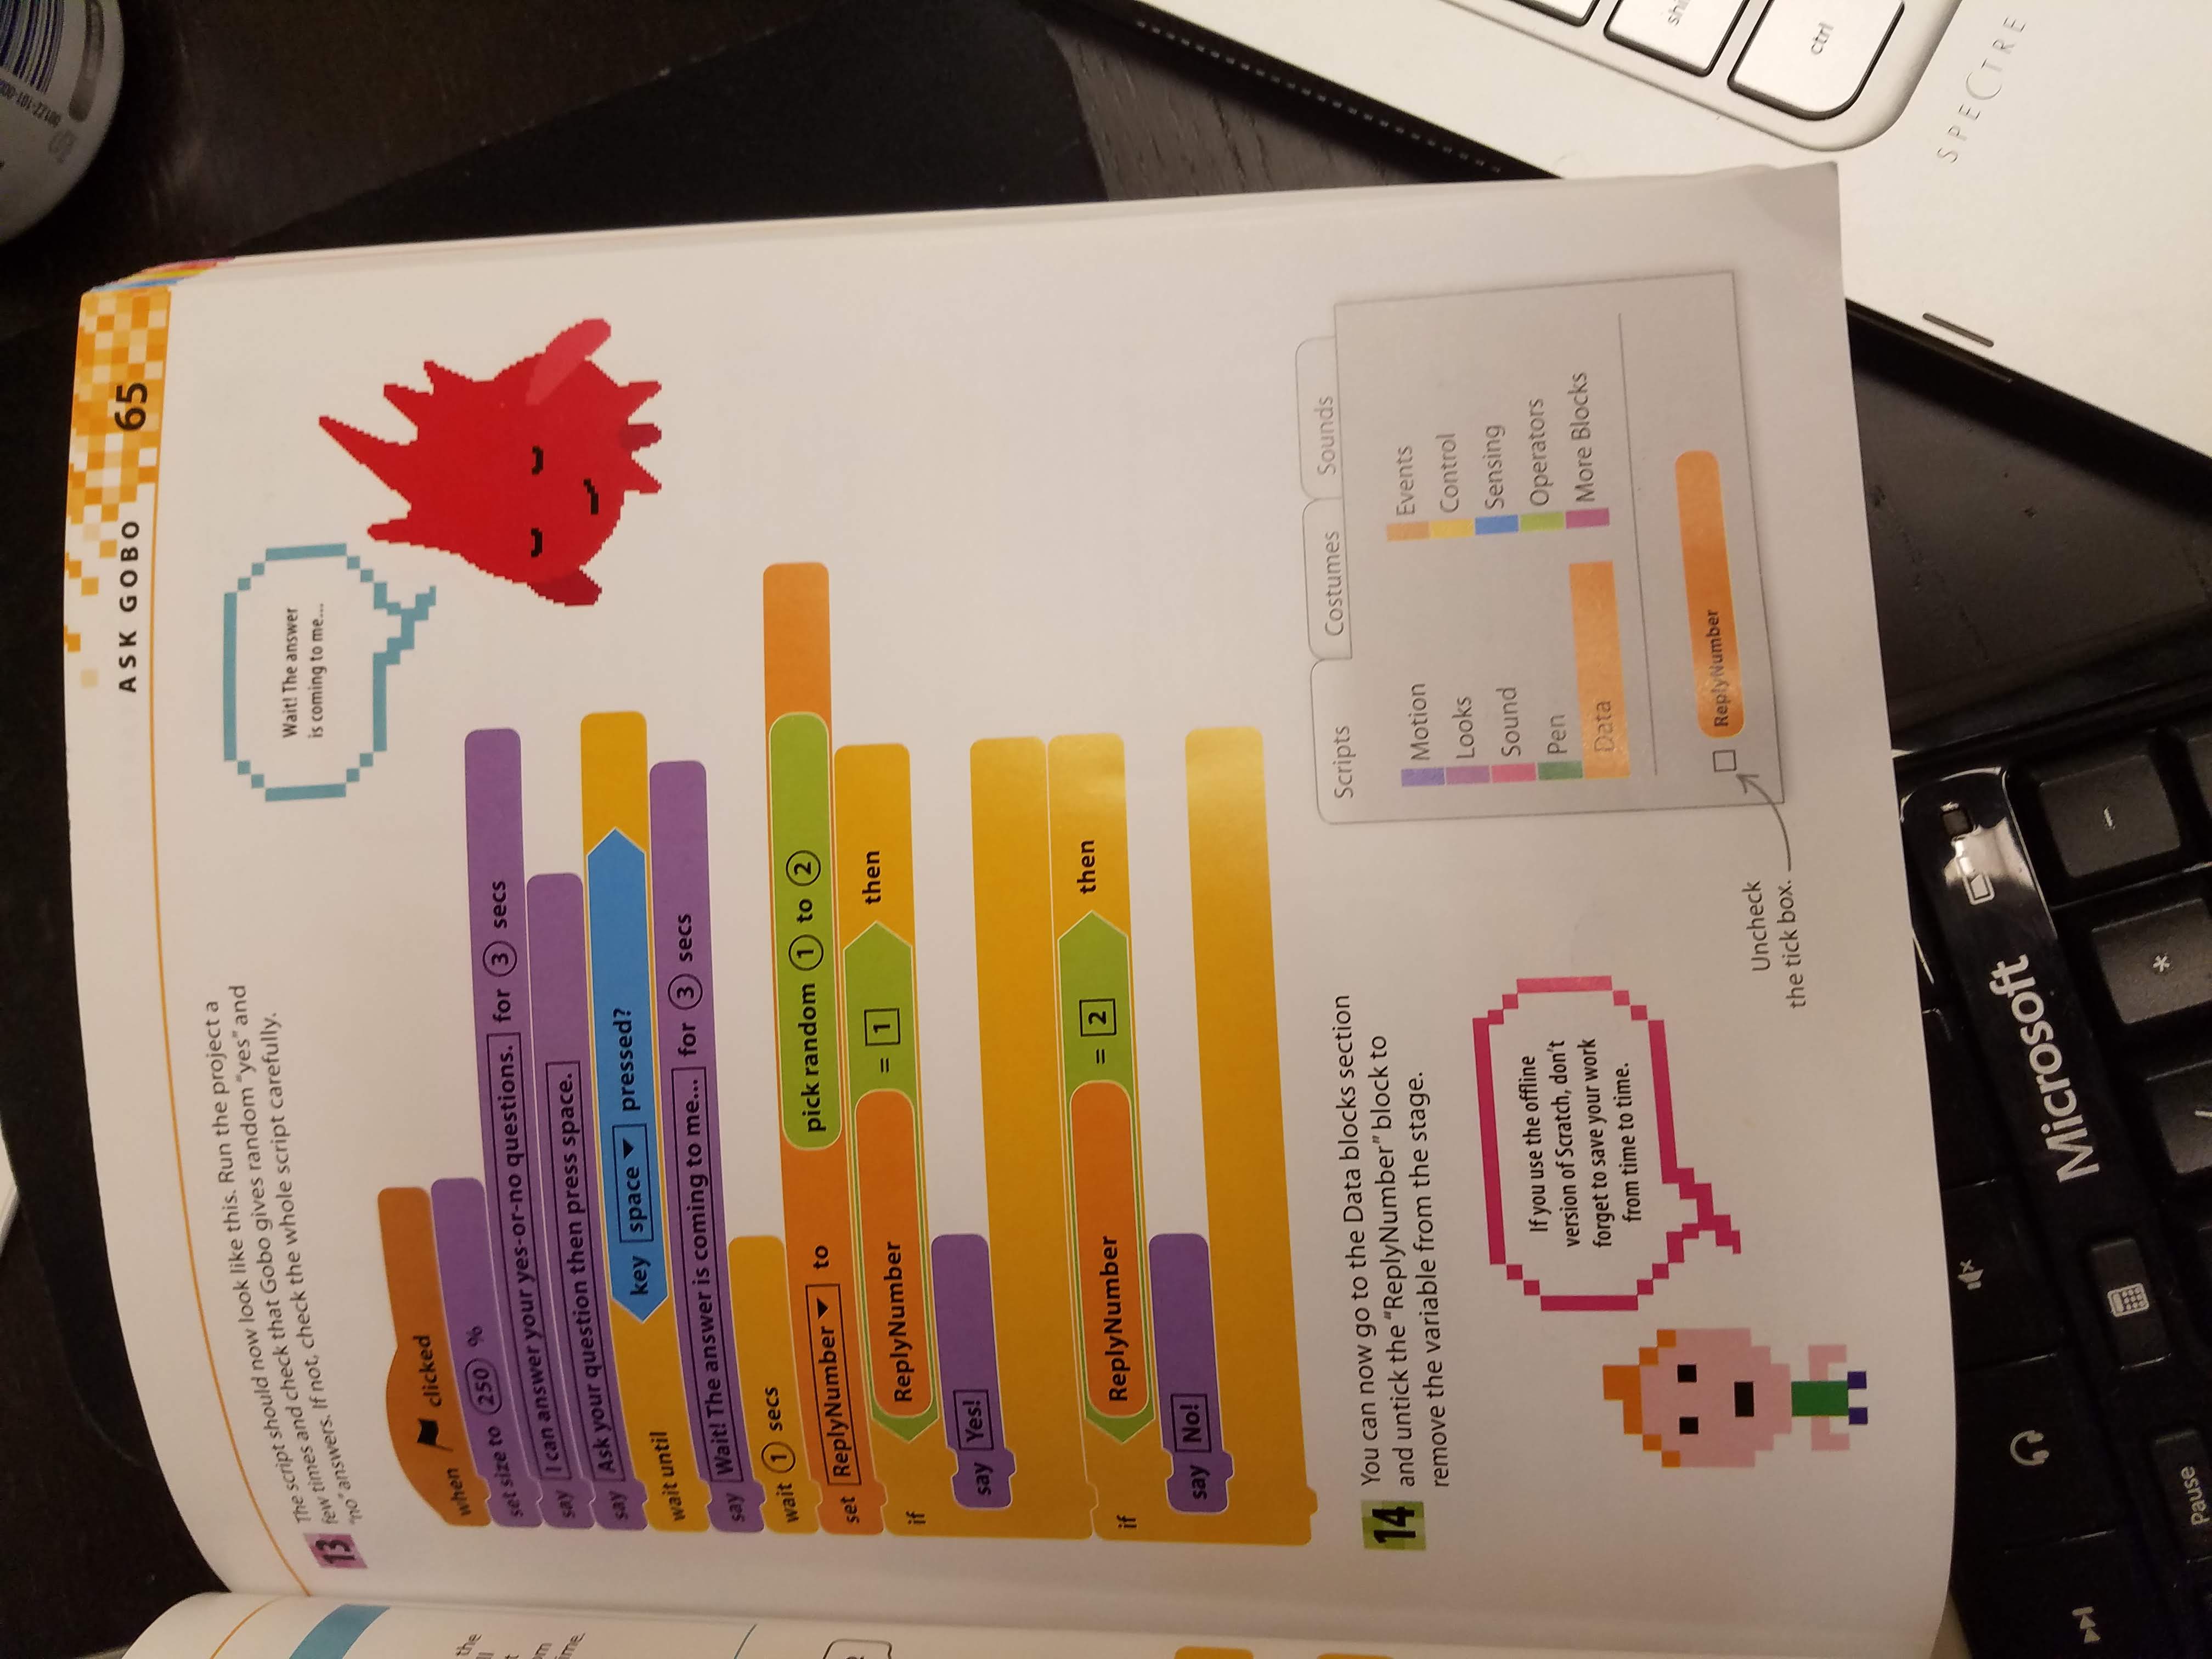 ASK GOBO 65
13 The script should now look like this. Run the project a
few times and check that Gobo gives random “yes” and
“no” answers. If not, check the whole script carefully.
Wait! The answer
is coming to me...
when clicked
set size to 250 %
say I can answer your yes-or-no questions. for 3 secs
say Ask your question then press space.
wait until key space pressed?
say Wait! The answer is coming to me... for 3 secs
wait 1 secs
set ReplyNumber to pick random 1 to 2
if ReplyNumber = 1 then
say Yes!
if ReplyNumber = 2 then
say No!
14 You can now go to the Data blocks section
and untick the “ReplyNumber” block to
remove the variable from the stage.
If you use the offline
version of Scratch, don’t
forget to save your work
from time to time.
Scripts Costumes Sounds
Motion Events
Looks Control
Sound Sensing
Pen Operators
Data More Blocks
ReplyNumber
Uncheck
the tick box.
the
ime.
ctrl
SPECTRE
Microsoft
Pause
*
-
/